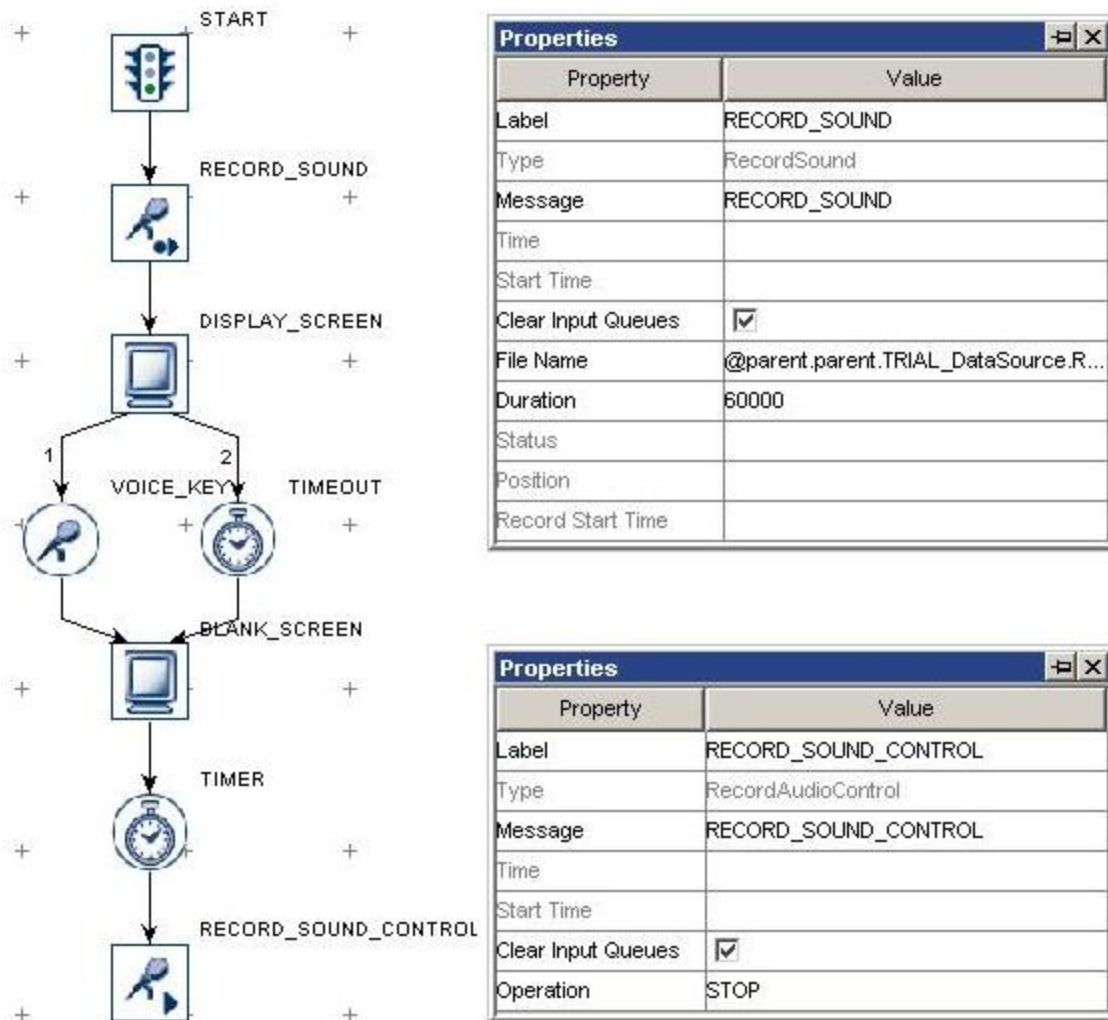 START
RECORD_SOUND
DISPLAY_SCREEN
1
2
VOICE_KEY
TIMEOUT
BLANK_SCREEN
TIMER
RECORD_SOUND_CONTROL
Properties
Property Value
Label RECORD_SOUND
Type RecordSound
Message RECORD_SOUND
Time
Start Time
Clear Input Queues
File Name @parent.parent.TRIAL_DataSource.R...
Duration 60000
Status
Position
Record Start Time
Properties
Property Value
Label RECORD_SOUND_CONTROL
Type RecordAudioControl
Message RECORD_SOUND_CONTROL
Time
Start Time
Clear Input Queues
Operation STOP